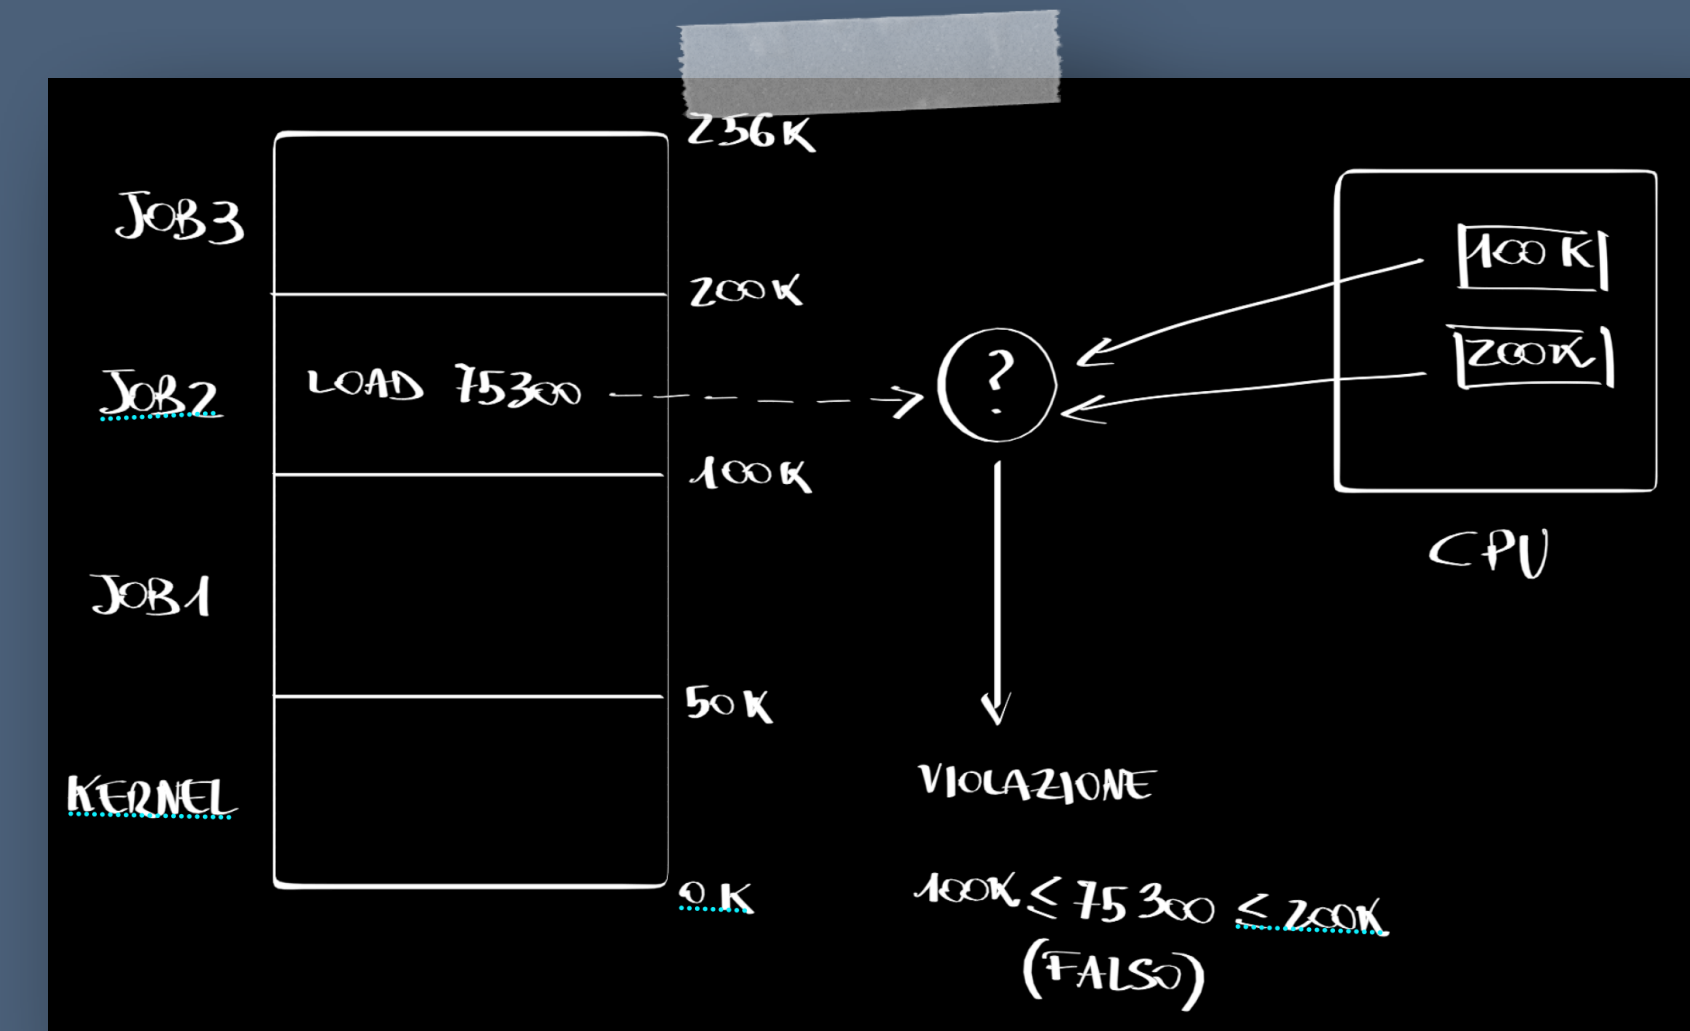 256K
JOB3
200K
JOB2
LOAD 75300
100K
JOB1
50K
KERNEL
0K
?
100K
200K
CPU
VIOLAZIONE
100K ≤ 75300 ≤ 200K
(FALSO)